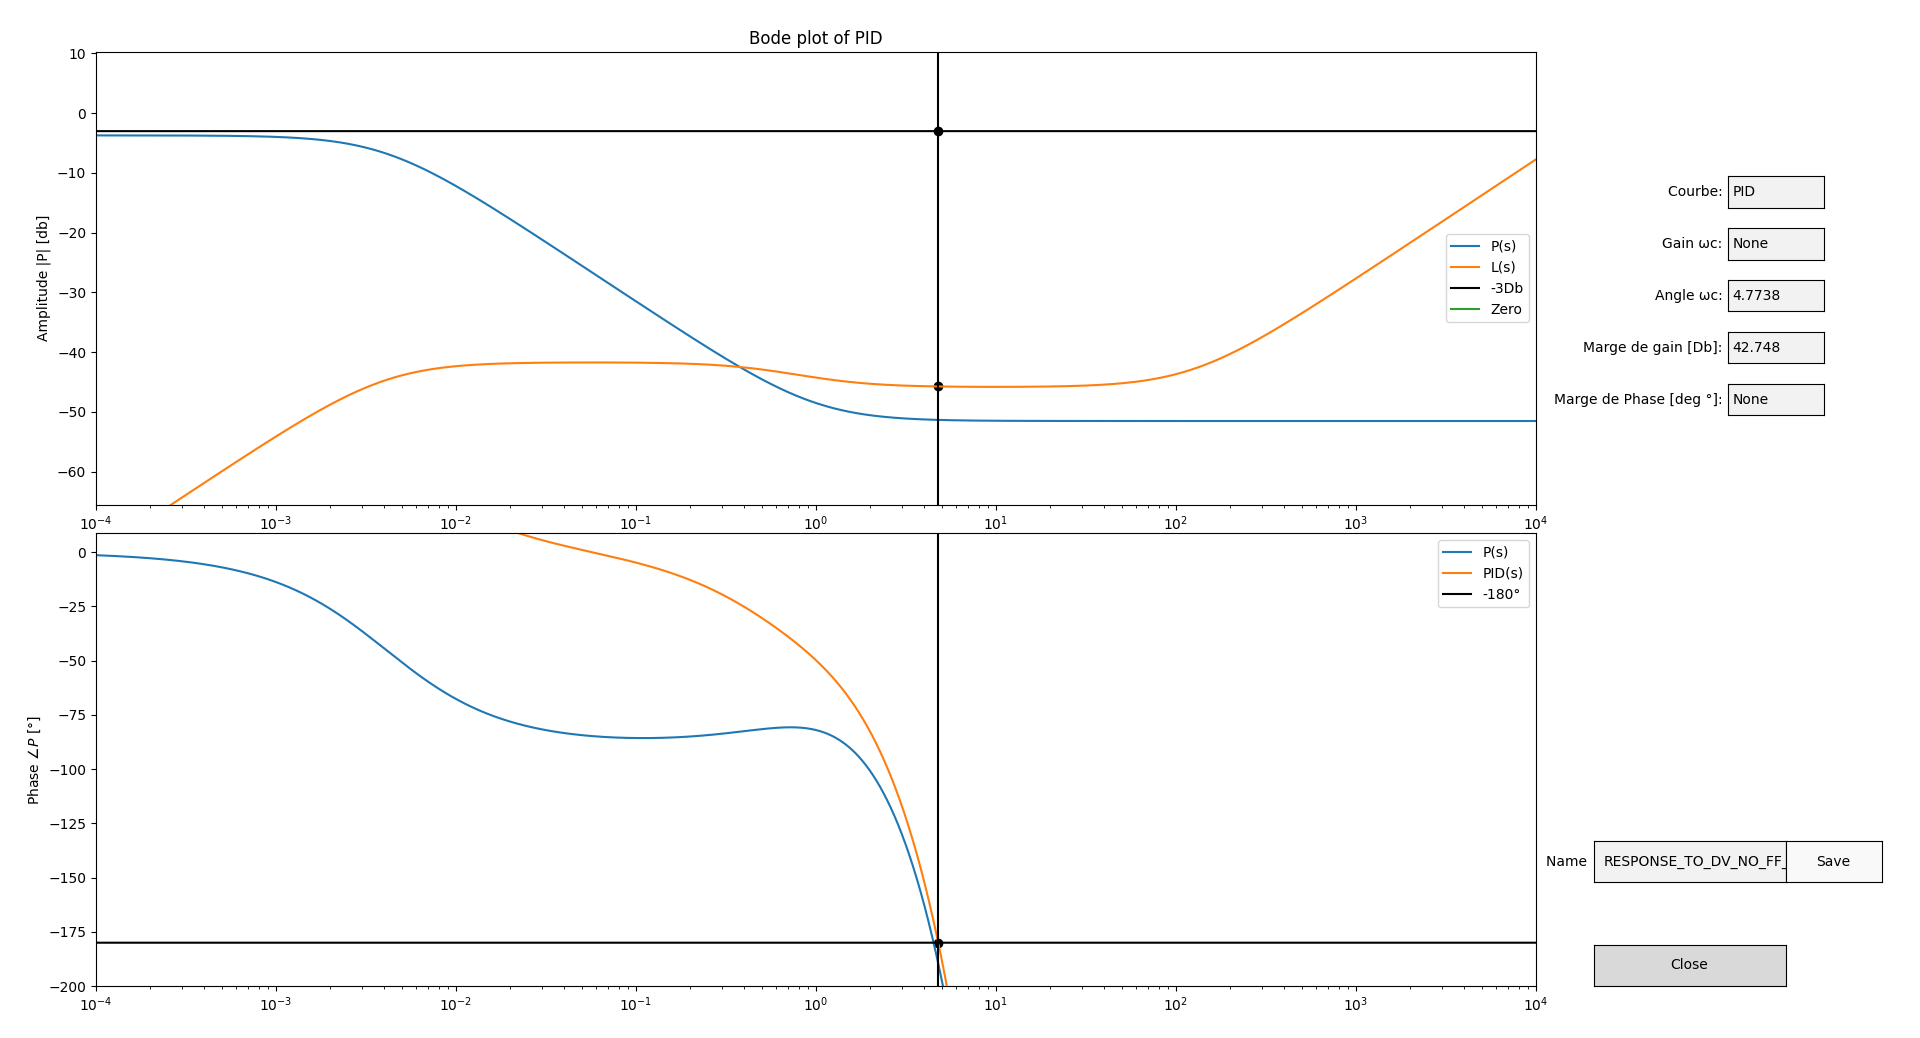 Bode plot of PID
Amplitude |P| [db]
10
0
−10
−20
−30
−40
−50
−60
P(s)
L(s)
-3Db
Zero
10⁻⁴ 10⁻³ 10⁻² 10⁻¹ 10⁰ 10¹ 10² 10³ 10⁴
Phase ∠P [°]
0
−25
−50
−75
−100
−125
−150
−175
−200
P(s)
PID(s)
-180°
10⁻⁴ 10⁻³ 10⁻² 10⁻¹ 10⁰ 10¹ 10² 10³ 10⁴
Courbe: PID
Gain ωc: None
Angle ωc: 4.7738
Marge de gain [Db]: 42.748
Marge de Phase [deg °]: None
Name RESPONSE_TO_DV_NO_FF_ Save
Close